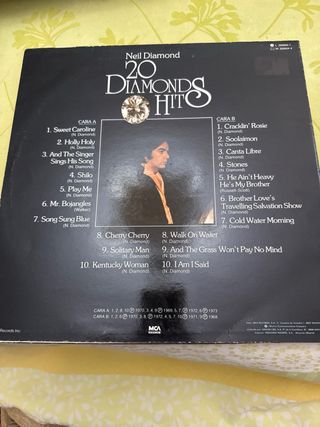 Neil Diamond
20
DIAMONDS
HITS
CARA A
1. Sweet Caroline
(N. Diamond)
2. Holly Holy
(N. Diamond)
3. And The Singer
Sings His Song
(N. Diamond)
4. Shilo
(N. Diamond)
5. Play Me
(N. Diamond)
6. Mr. Bojangles
(Walker)
7. Song Sung Blue
(N. Diamond)
8. Cherry Cherry
(N. Diamond)
9. Solitary Man
(N. Diamond)
10. Kentucky Woman
(N. Diamond)
CARA B
1. Cracklin' Rosie
(N. Diamond)
2. Soolaimon
(N. Diamond)
3. Canta Libre
(N. Diamond)
4. Stones
(N. Diamond)
5. He Ain't Heavy
He's My Brother
(Russell-Scott)
6. Brother Love's
Travelling Salvation Show
(N. Diamond)
7. Cold Water Morning
(N. Diamond)
8. Walk On Water
(N. Diamond)
9. And The Grass Won't Pay No Mind
(N. Diamond)
10. I Am I Said
(N. Diamond)
MCA
RECORDS
Records Inc